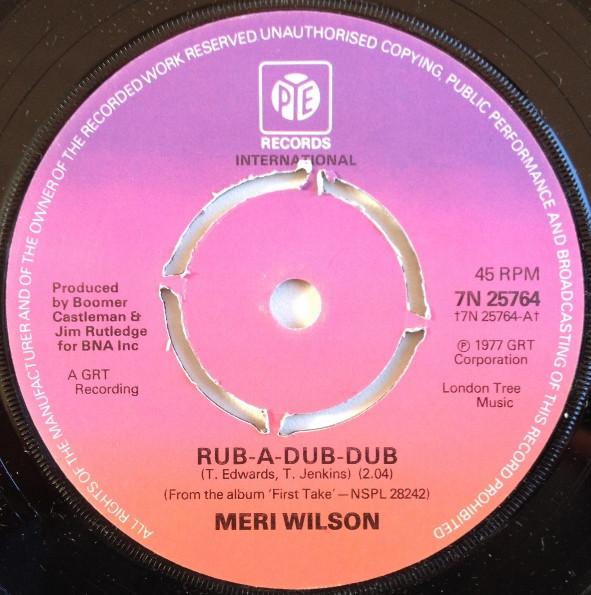 ALL RIGHTS OF THE MANUFACTURER AND OF THE OWNER OF THE RECORDED WORK RESERVED UNAUTHORISED COPYING, PUBLIC PERFORMANCE AND BROADCASTING OF THIS RECORD PROHIBITED
PYE
RECORDS
INTERNATIONAL
45 RPM
7N 25764
†7N 25764-A†
Produced
by Boomer
Castleman &
Jim Rutledge
for BNA Inc
℗ 1977 GRT
Corporation
A GRT
Recording
London Tree
Music
RUB-A-DUB-DUB
(T. Edwards, T. Jenkins) (2.04)
(From the album 'First Take' — NSPL 28242)
MERI WILSON